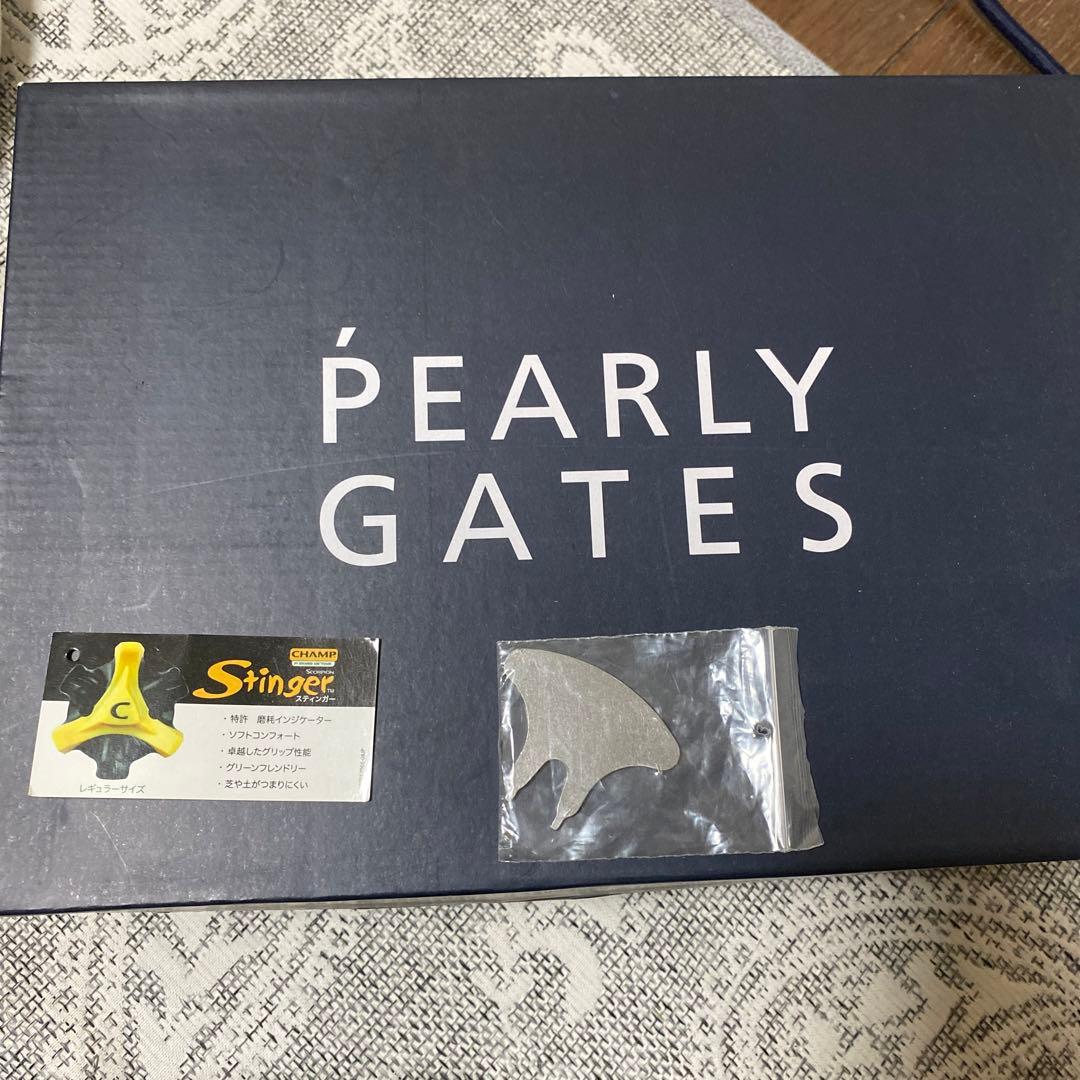 ṔEARLY
GATES
CHAMP
SCORPION
Stinger™
スティンガー
C
・特許 磨耗インジケーター
・ソフトコンフォート
・卓越したグリップ性能
・グリーンフレンドリー
・芝や土がつまりにくい
レギュラーサイズ